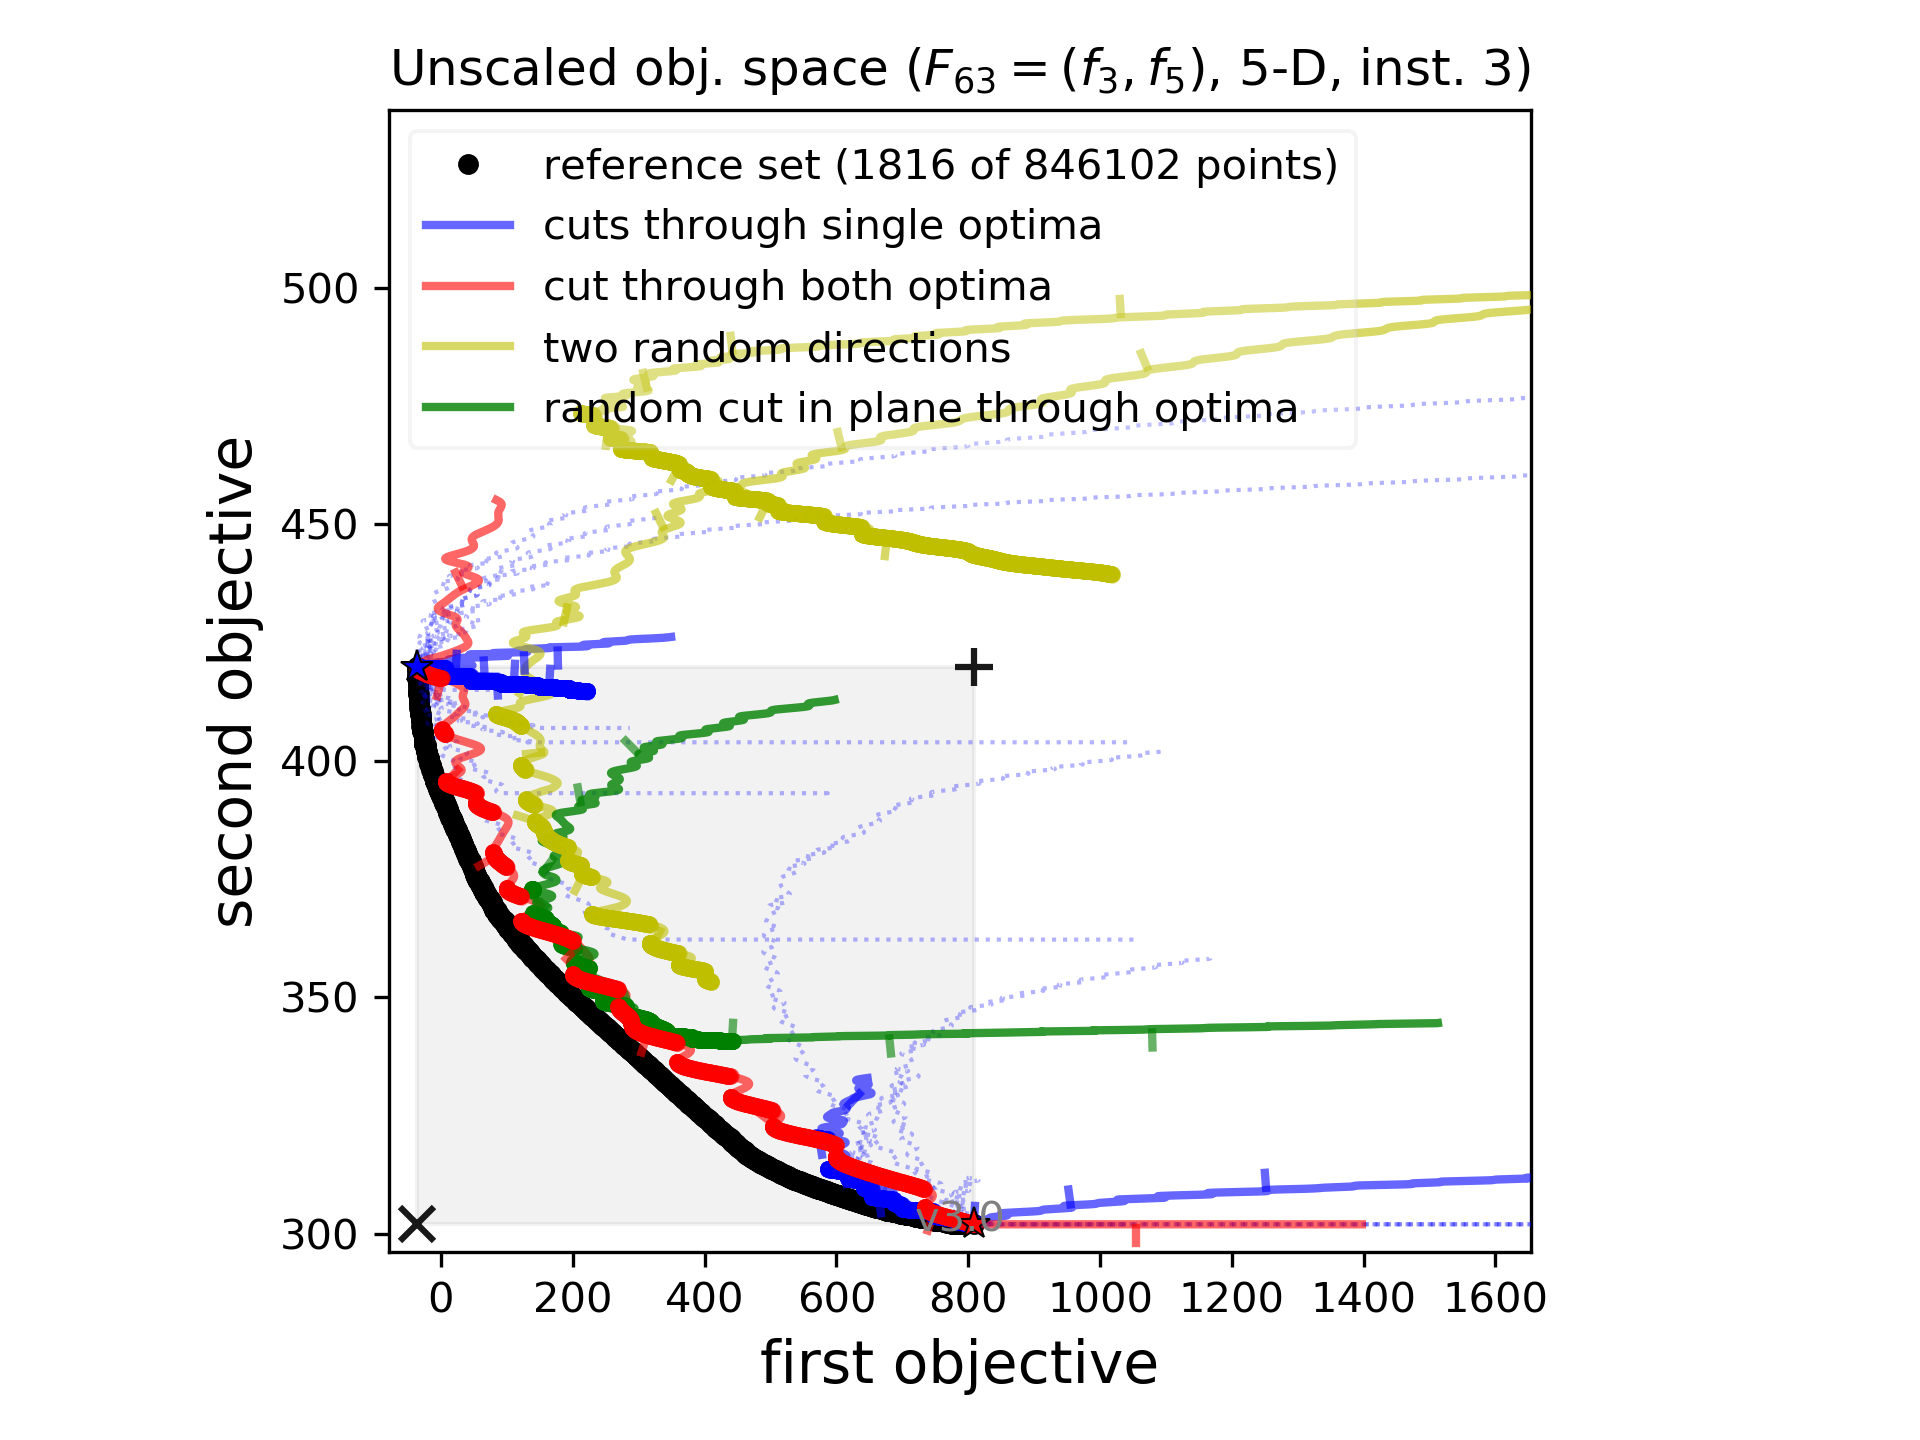 Unscaled obj. space (F₆₃ = (f₃, f₅), 5-D, inst. 3)
reference set (1816 of 846102 points)
cuts through single optima
cut through both optima
two random directions
random cut in plane through optima
second objective
500
450
400
350
300
v3.0
0 200 400 600 800 1000 1200 1400 1600
first objective